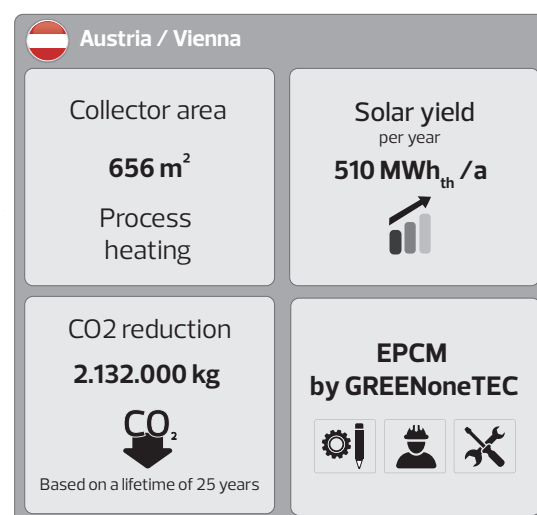 Austria / Vienna
Collector area
656 m²
Process
heating
Solar yield
per year
510 MWhth /a
CO2 reduction
2.132.000 kg
CO2
Based on a lifetime of 25 years
EPCM
by GREENoneTEC